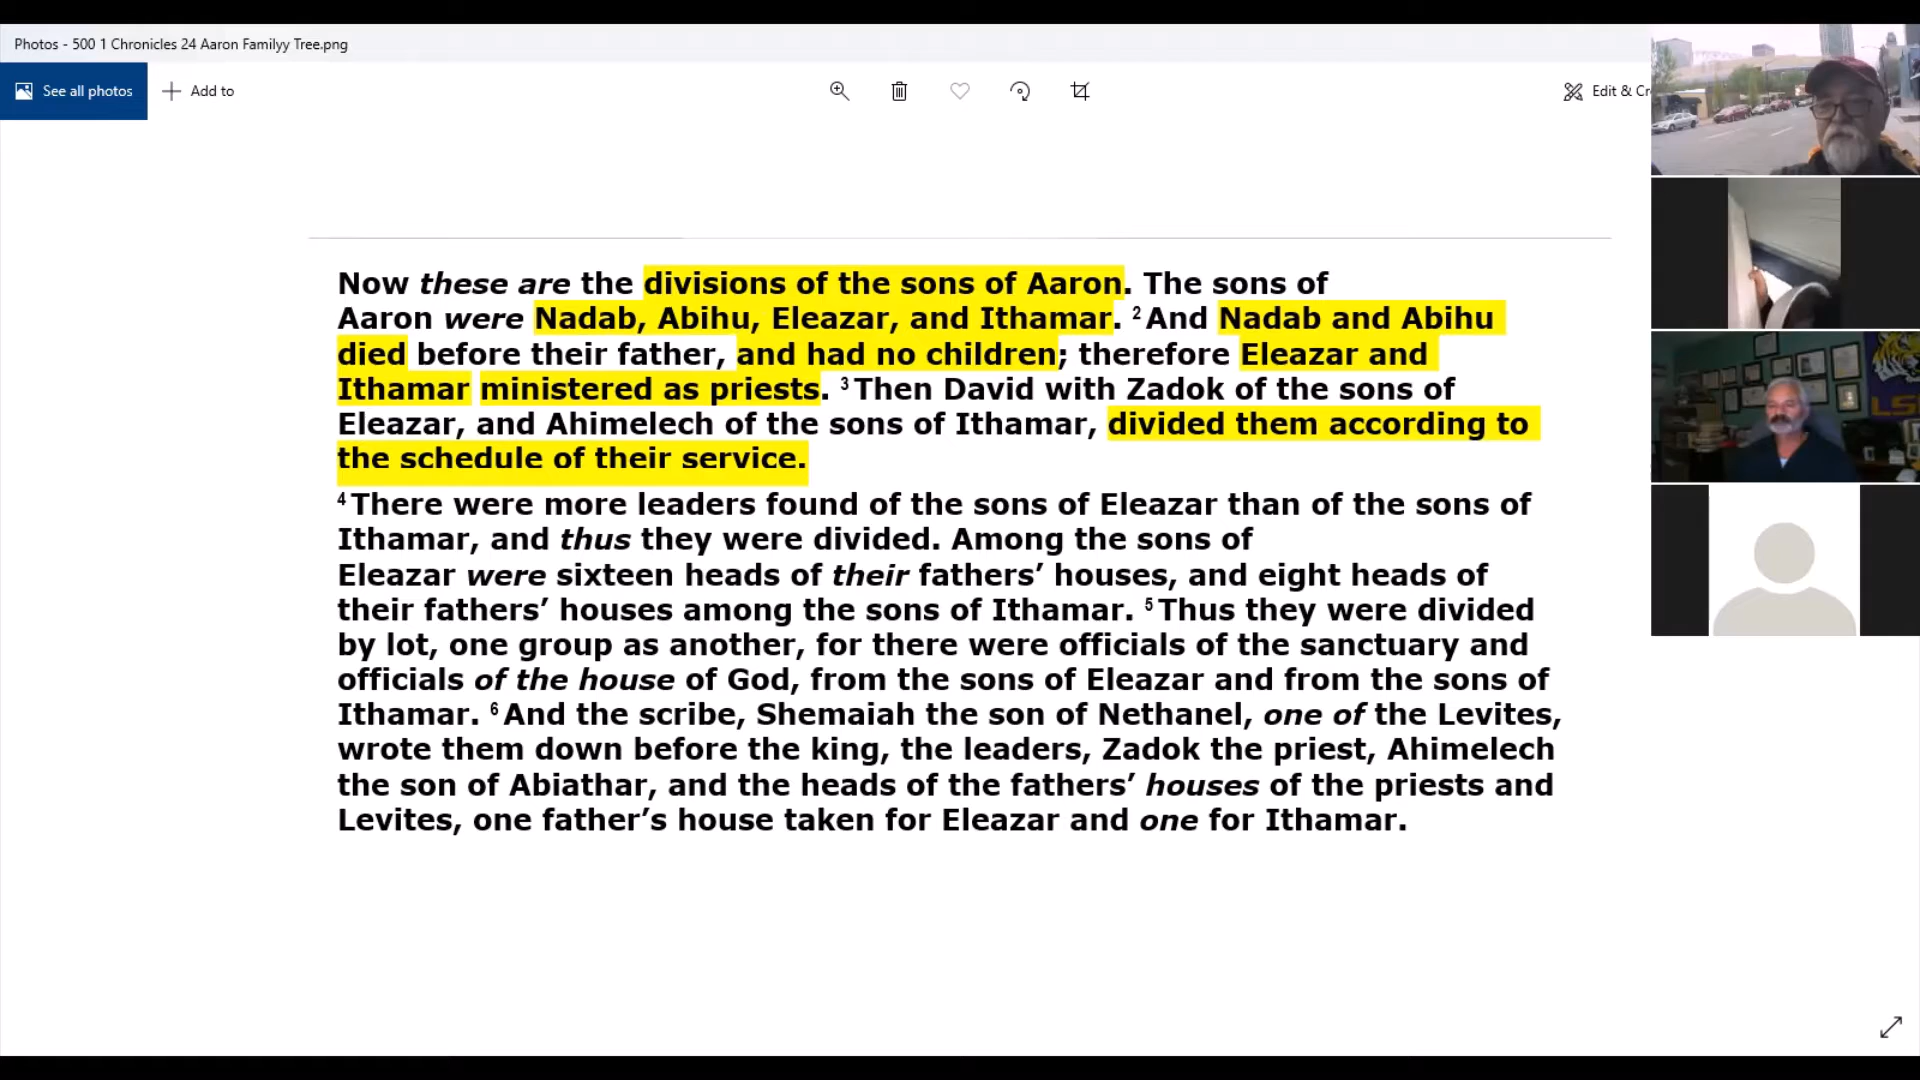 Photos - 500 1 Chronicles 24 Aaron Familyy Tree.png
See all photos
Add to
Edit & Cr
Now these are the divisions of the sons of Aaron. The sons of
Aaron were Nadab, Abihu, Eleazar, and Ithamar. ²And Nadab and Abihu
died before their father, and had no children; therefore Eleazar and
Ithamar ministered as priests. ³Then David with Zadok of the sons of
Eleazar, and Ahimelech of the sons of Ithamar, divided them according to
the schedule of their service.
⁴There were more leaders found of the sons of Eleazar than of the sons of
Ithamar, and thus they were divided. Among the sons of
Eleazar were sixteen heads of their fathers’ houses, and eight heads of
their fathers’ houses among the sons of Ithamar. ⁵Thus they were divided
by lot, one group as another, for there were officials of the sanctuary and
officials of the house of God, from the sons of Eleazar and from the sons of
Ithamar. ⁶And the scribe, Shemaiah the son of Nethanel, one of the Levites,
wrote them down before the king, the leaders, Zadok the priest, Ahimelech
the son of Abiathar, and the heads of the fathers’ houses of the priests and
Levites, one father’s house taken for Eleazar and one for Ithamar.
LS